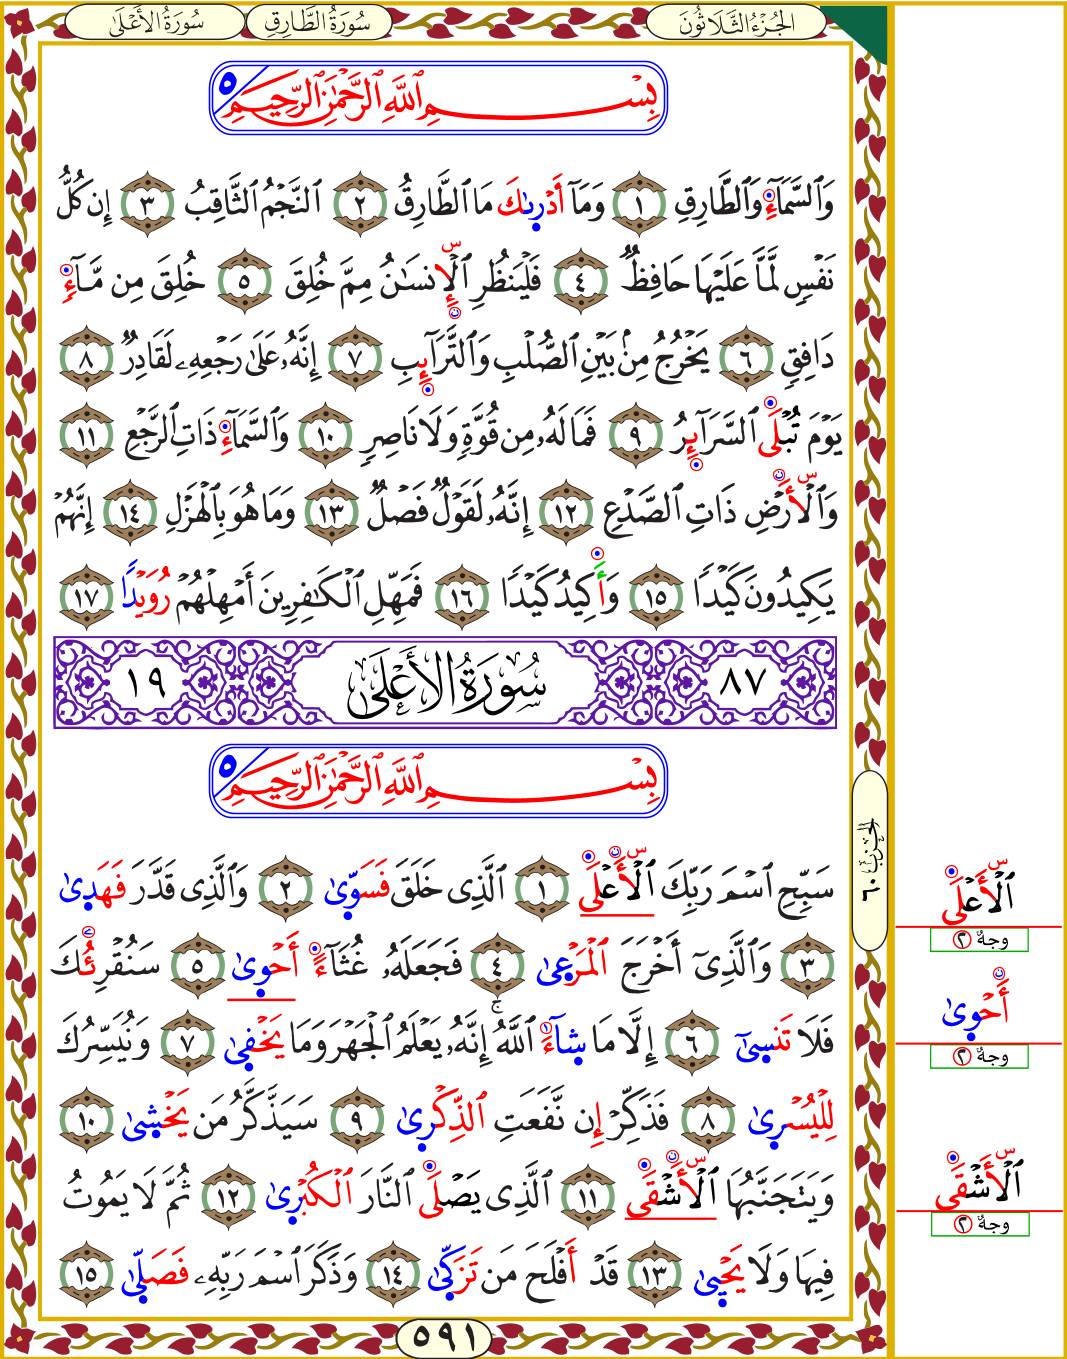 الجُزْءُ الثَّلَاثُونَ
سُورَةُ الطَّارِقِ
سُورَةُ الأَعْلَىٰ
بِسْمِ ٱللَّهِ ٱلرَّحْمَٰنِ ٱلرَّحِيمِ ٥
وَٱلسَّمَآءِ وَٱلطَّارِقِ ١ وَمَآ أَدْرَىٰكَ مَا ٱلطَّارِقُ ٢ ٱلنَّجْمُ ٱلثَّاقِبُ ٣ إِن كُلُّ
نَفْسٍ لَّمَّا عَلَيْهَا حَافِظٌ ٤ فَلْيَنظُرِ ٱلْإِنسَٰنُ مِمَّ خُلِقَ ٥ خُلِقَ مِن مَّآءٍ
دَافِقٍ ٦ يَخْرُجُ مِنۢ بَيْنِ ٱلصُّلْبِ وَٱلتَّرَآئِبِ ٧ إِنَّهُۥ عَلَىٰ رَجْعِهِۦ لَقَادِرٌ ٨
يَوْمَ تُبْلَى ٱلسَّرَآئِرُ ٩ فَمَا لَهُۥ مِن قُوَّةٍ وَلَا نَاصِرٍ ١٠ وَٱلسَّمَآءِ ذَاتِ ٱلرَّجْعِ ١١
وَٱلْأَرْضِ ذَاتِ ٱلصَّدْعِ ١٢ إِنَّهُۥ لَقَوْلٌ فَصْلٌ ١٣ وَمَا هُوَ بِٱلْهَزْلِ ١٤ إِنَّهُمْ
يَكِيدُونَ كَيْدًا ١٥ وَأَكِيدُ كَيْدًا ١٦ فَمَهِّلِ ٱلْكَٰفِرِينَ أَمْهِلْهُمْ رُوَيْدًا ١٧
٨٧ سُورَةُ الأَعْلَىٰ ١٩
بِسْمِ ٱللَّهِ ٱلرَّحْمَٰنِ ٱلرَّحِيمِ ٥
سَبِّحِ ٱسْمَ رَبِّكَ ٱلْأَعْلَى ١ ٱلَّذِى خَلَقَ فَسَوَّىٰ ٢ وَٱلَّذِى قَدَّرَ فَهَدَىٰ
٣ وَٱلَّذِىٓ أَخْرَجَ ٱلْمَرْعَىٰ ٤ فَجَعَلَهُۥ غُثَآءً أَحْوَىٰ ٥ سَنُقْرِئُكَ
فَلَا تَنسَىٰٓ ٦ إِلَّا مَا شَآءَ ٱللَّهُ ۚ إِنَّهُۥ يَعْلَمُ ٱلْجَهْرَ وَمَا يَخْفَىٰ ٧ وَنُيَسِّرُكَ
لِلْيُسْرَىٰ ٨ فَذَكِّرْ إِن نَّفَعَتِ ٱلذِّكْرَىٰ ٩ سَيَذَّكَّرُ مَن يَخْشَىٰ ١٠
وَيَتَجَنَّبُهَا ٱلْأَشْقَى ١١ ٱلَّذِى يَصْلَى ٱلنَّارَ ٱلْكُبْرَىٰ ١٢ ثُمَّ لَا يَمُوتُ
فِيهَا وَلَا يَحْيَىٰ ١٣ قَدْ أَفْلَحَ مَن تَزَكَّىٰ ١٤ وَذَكَرَ ٱسْمَ رَبِّهِۦ فَصَلَّىٰ ١٥
٥٩١
الحزب ٦٠
ٱلْأَعْلَى
وجهٌ ٢
أَحْوَىٰ
وجهٌ ٢
ٱلْأَشْقَى
وجهٌ ٢